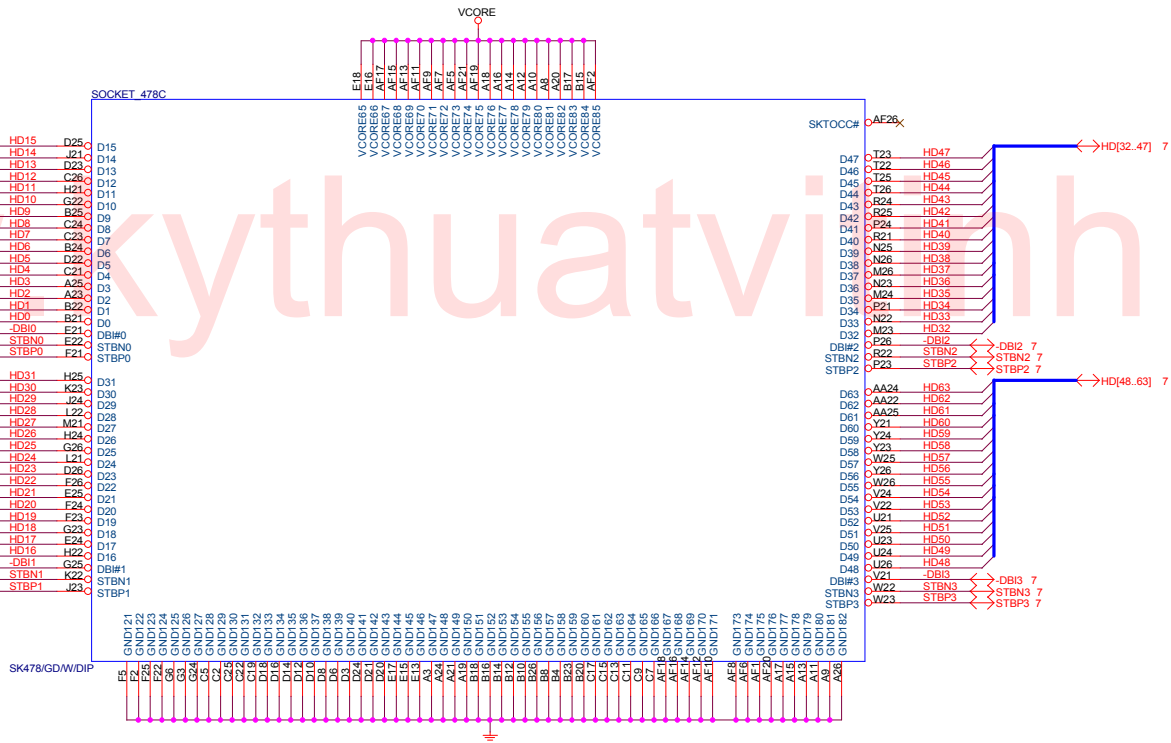 VCORE
E18 E16 AF17 AF15 AF13 AF11 AF9 AF7 AF5 AF21 AF19 A18 A16 A14 A12 A10 A8 A20 B17 B15 AF2
SOCKET_478C
VCORE65 VCORE66 VCORE67 VCORE68 VCORE69 VCORE70 VCORE71 VCORE72 VCORE73 VCORE74 VCORE75 VCORE76 VCORE77 VCORE78 VCORE79 VCORE80 VCORE81 VCORE82 VCORE83 VCORE84 VCORE85
SKTOCC# AF26
HD15 D25 D15
HD14 J21 D14
HD13 D23 D13
HD12 C26 D12
HD11 H21 D11
HD10 G22 D10
HD9 B25 D9
HD8 C24 D8
HD7 C23 D7
HD6 B24 D6
HD5 D22 D5
HD4 C21 D4
HD3 A25 D3
HD2 A23 D2
HD1 B22 D1
HD0 B21 D0
-DBI0 E21 DBI#0
STBN0 E22 STBN0
STBP0 F21 STBP0
HD31 H25 D31
HD30 K23 D30
HD29 J24 D29
HD28 L22 D28
HD27 M21 D27
HD26 H24 D26
HD25 G26 D25
HD24 L21 D24
HD23 D26 D23
HD22 F26 D22
HD21 E25 D21
HD20 F24 D20
HD19 F23 D19
HD18 G23 D18
HD17 E24 D17
HD16 H22 D16
-DBI1 G25 DBI#1
STBN1 K22 STBN1
STBP1 J23 STBP1
D47 T23 HD47
HD[32..47] 7
D46 T22 HD46
D45 T25 HD45
D44 T26 HD44
D43 R24 HD43
D42 R25 HD42
D41 P24 HD41
D40 R21 HD40
D39 N25 HD39
D38 N26 HD38
D37 M26 HD37
D36 N23 HD36
D35 M24 HD35
D34 P21 HD34
D33 N22 HD33
D32 M23 HD32
DBI#2 P26 -DBI2 -DBI2 7
STBN2 R22 STBN2 STBN2 7
STBP2 P23 STBP2 STBP2 7
HD[48..63] 7
D63 AA24 HD63
D62 AA22 HD62
D61 AA25 HD61
D60 Y21 HD60
D59 Y24 HD59
D58 Y23 HD58
D57 W25 HD57
D56 Y26 HD56
D55 W26 HD55
D54 V24 HD54
D53 V22 HD53
D52 U21 HD52
D51 V25 HD51
D50 U23 HD50
D49 U24 HD49
D48 U26 HD48
DBI#3 V21 -DBI3 -DBI3 7
STBN3 W22 STBN3 STBN3 7
STBP3 W23 STBP3 STBP3 7
kythuatvitinh
GND121 GND122 GND123 GND124 GND125 GND126 GND127 GND128 GND129 GND130 GND131 GND132 GND133 GND134 GND135 GND136 GND137 GND138 GND139 GND140 GND141 GND142 GND143 GND144 GND145 GND146 GND147 GND148 GND149 GND150 GND151 GND152 GND153 GND154 GND155 GND156 GND157 GND158 GND159 GND160 GND161 GND162 GND163 GND164 GND165 GND166 GND167 GND168 GND169 GND170 GND171 GND173 GND174 GND175 GND176 GND177 GND178 GND179 GND180 GND181 GND182
SK478/GD/W/DIP
F5 F2 F25 F22 G6 G3 G24 C5 C2 C25 C22 C19 D18 D16 D14 D12 D10 D8 D6 D3 D24 D21 D20 E17 E15 E13 A3 A24 A21 A19 B18 B16 B14 B12 B10 B26 B8 B4 B23 B20 C17 C15 C13 C11 C9 C7 AF18 AF16 AF14 AF12 AF10 AF8 AF6 AF1 AF20 A17 A15 A13 A11 A9 A26